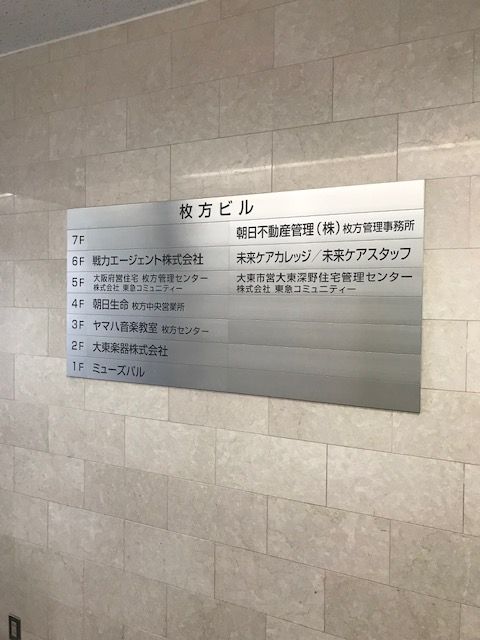 枚方ビル
7F 朝日不動産管理(株)枚方管理事務所
6F 戦力エージェント株式会社 未来ケアカレッジ/未来ケアスタッフ
5F 大阪府営住宅 枚方管理センター 大東市営大東深野住宅管理センター
株式会社 東急コミュニティー 株式会社 東急コミュニティー
4F 朝日生命 枚方中央営業所
3F ヤマハ音楽教室 枚方センター
2F 大東楽器株式会社
1F ミューズパル